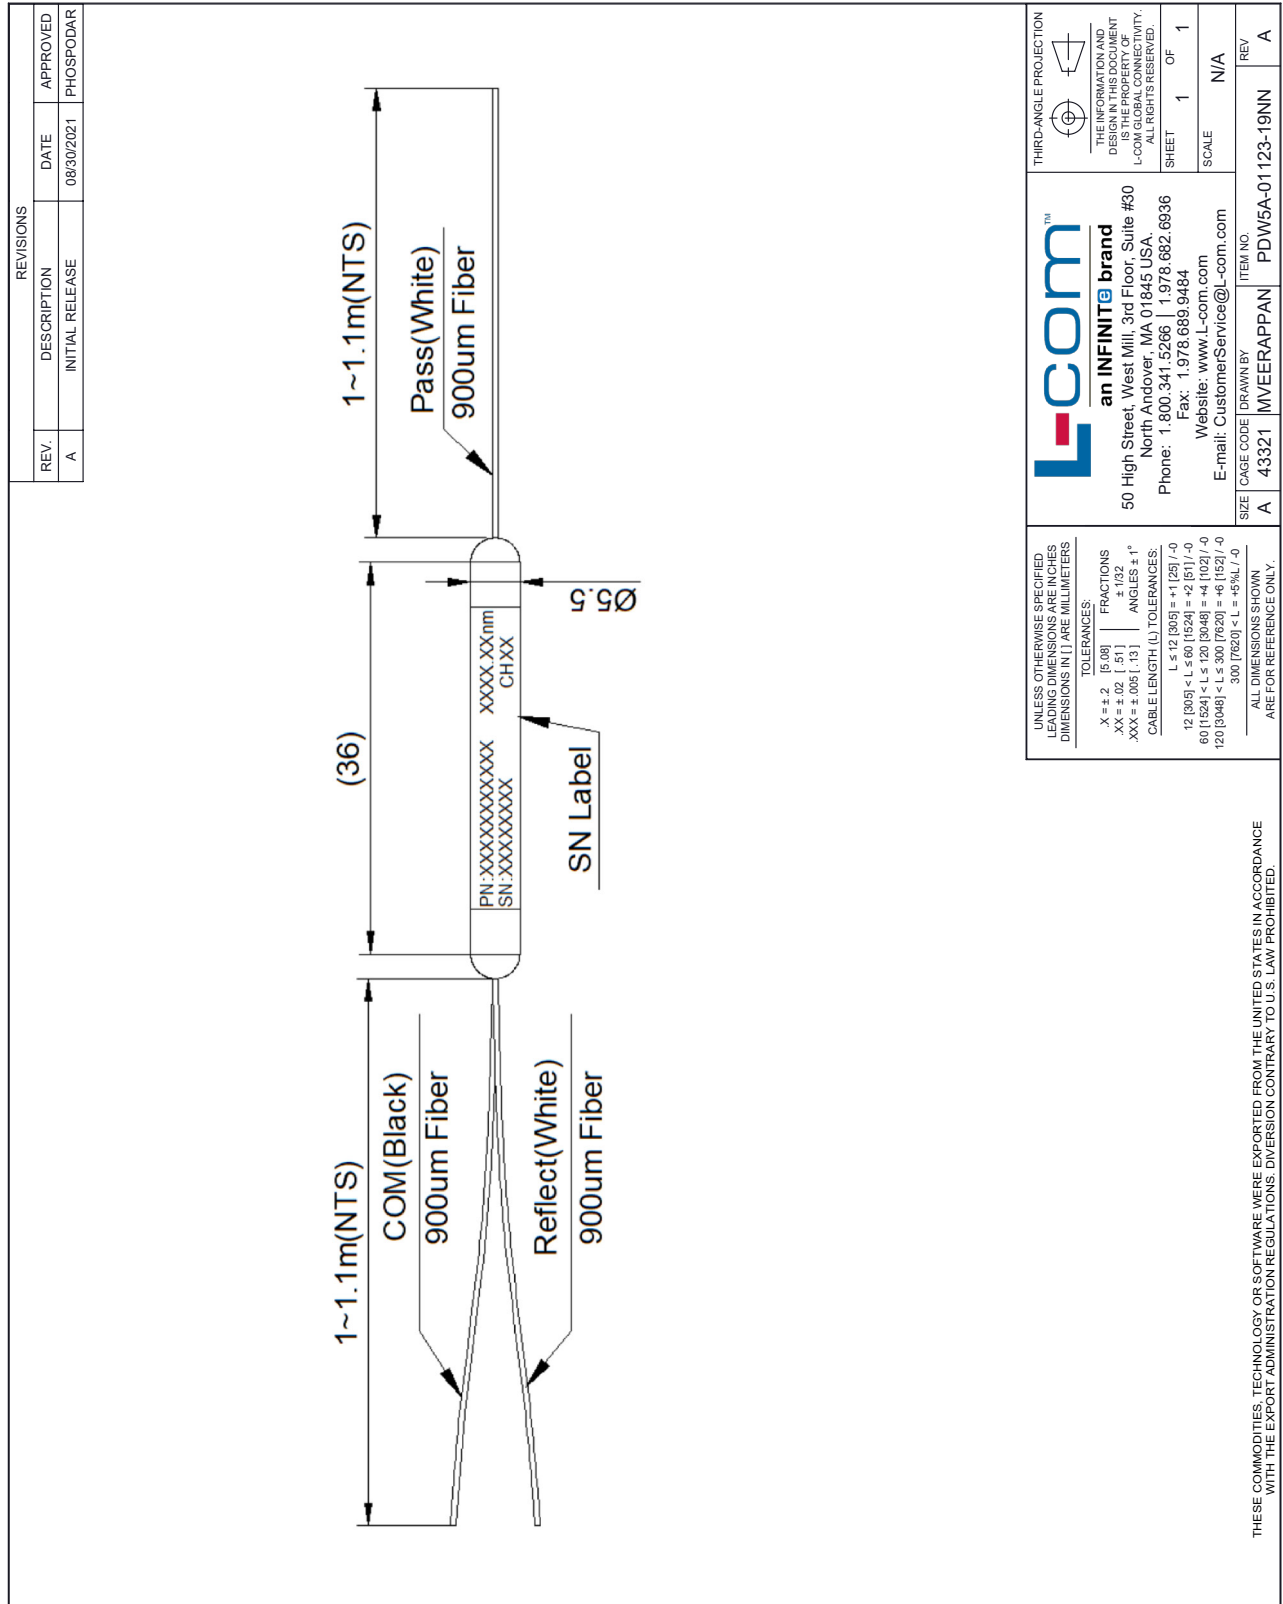 REVISIONS
REV.
DESCRIPTION
DATE
APPROVED
A
INITIAL RELEASE
08/30/2021
PHOSPODAR
1~1.1m(NTS)
(36)
1~1.1m(NTS)
COM(Black)
900um Fiber
Pass(White)
900um Fiber
PN:XXXXXXXXXXX XXXX.XXnm
SN:XXXXXXXX CHXX
Reflect(White)
900um Fiber
SN Label
Ø5.5
UNLESS OTHERWISE SPECIFIED
LEADING DIMENSIONS ARE INCHES
DIMENSIONS IN [ ] ARE MILLIMETERS
TOLERANCES:
.X = ±.2 [5.08] FRACTIONS
.XX = ±.02 [.51] ± 1/32
.XXX = ±.005 [.13] ANGLES ± 1°
CABLE LENGTH (L) TOLERANCES:
L ≤ 12 [305] = +1 [25] / -0
12 [305] < L ≤ 60 [1524] = +2 [51] / -0
60 [1524] < L ≤ 120 [3048] = +4 [102] / -0
120 [3048] < L ≤ 300 [7620] = +6 [152] / -0
300 [7620] < L = +5%L / -0
ALL DIMENSIONS SHOWN
ARE FOR REFERENCE ONLY.
L-com™
an INFINITe brand
50 High Street, West Mill, 3rd Floor, Suite #30
North Andover, MA 01845 USA.
Phone: 1.800.341.5266 | 1.978.682.6936
Fax: 1.978.689.9484
Website: www.L-com.com
E-mail: CustomerService@L-com.com
THIRD-ANGLE PROJECTION
THE INFORMATION AND
DESIGN IN THIS DOCUMENT
IS THE PROPERTY OF
L-COM GLOBAL CONNECTIVITY.
ALL RIGHTS RESERVED.
SHEET 1 OF 1
SCALE N/A
SIZE
A
CAGE CODE
43321
DRAWN BY
MVEERAPPAN
ITEM NO.
PDW5A-01123-19NN
REV
A
THESE COMMODITIES, TECHNOLOGY OR SOFTWARE WERE EXPORTED FROM THE UNITED STATES IN ACCORDANCE
WITH THE EXPORT ADMINISTRATION REGULATIONS. DIVERSION CONTRARY TO U.S. LAW PROHIBITED.